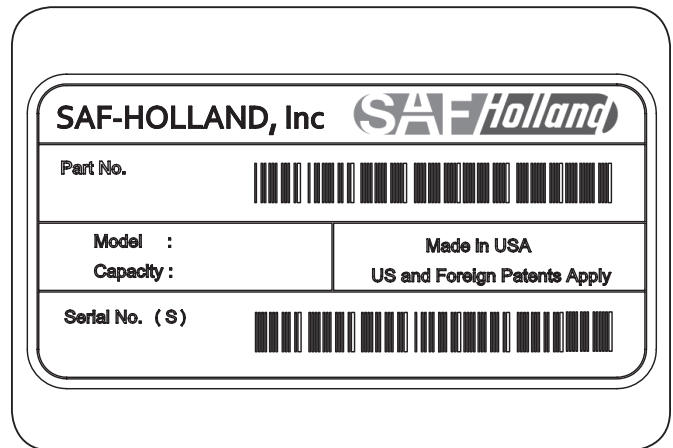 SAF-HOLLAND, Inc SAF Holland
Part No.
Model :
Capacity :
Made in USA
US and Foreign Patents Apply
Serial No. ( S )